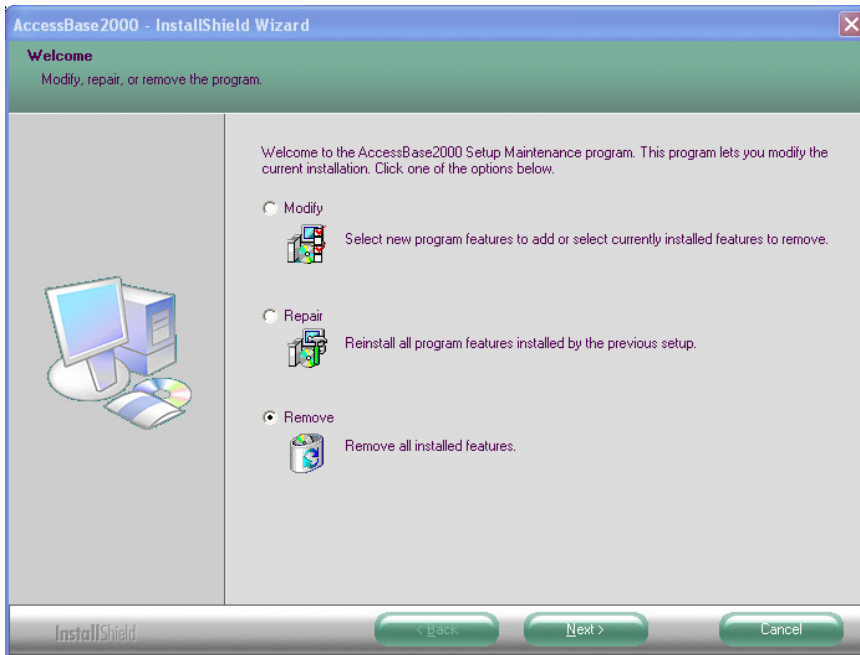 AccessBase2000 - InstallShield Wizard
Welcome
Modify, repair, or remove the program.
Welcome to the AccessBase2000 Setup Maintenance program. This program lets you modify the
current installation. Click one of the options below.
Modify
Select new program features to add or select currently installed features to remove.
Repair
Reinstall all program features installed by the previous setup.
Remove
Remove all installed features.
InstallShield
< Back
Next >
Cancel